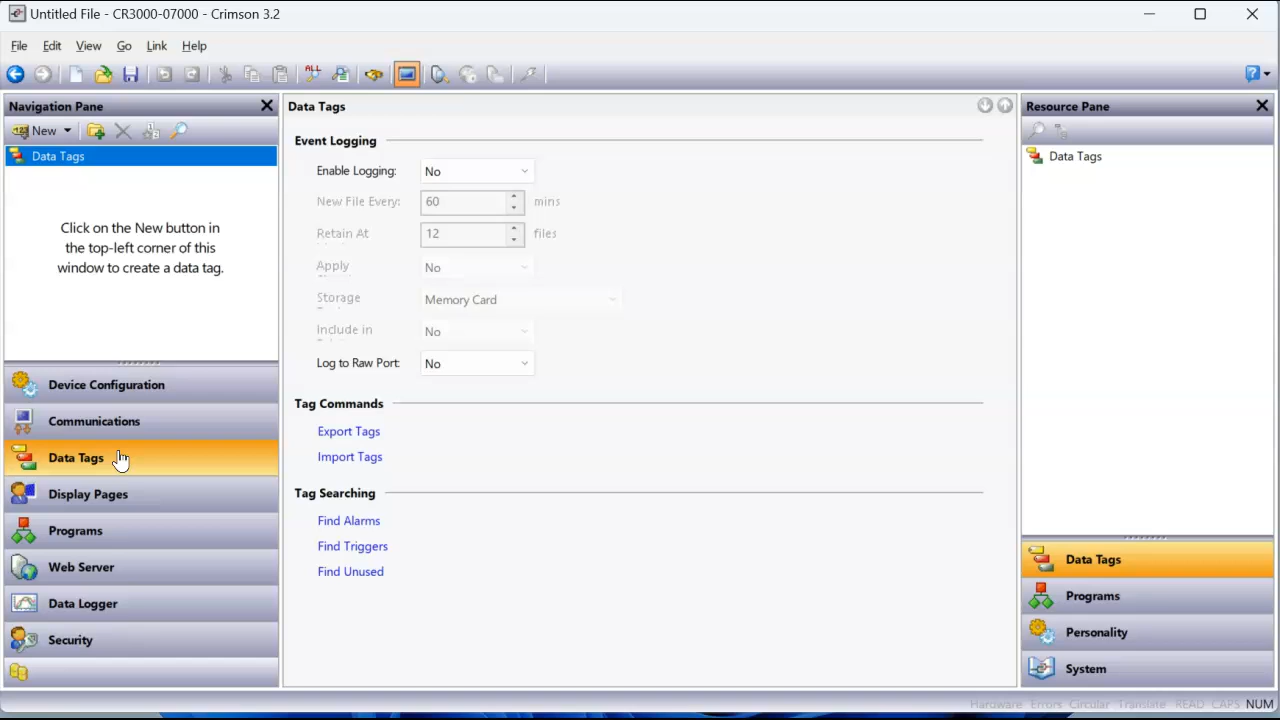 Untitled File - CR3000-07000 - Crimson 3.2
File Edit View Go Link Help
ALL
Navigation Pane
New
Data Tags
Click on the New button in
the top-left corner of this
window to create a data tag.
Device Configuration
Communications
Data Tags
Display Pages
Programs
Web Server
Data Logger
Security
Data Tags
Event Logging
Enable Logging: No
New File Every: 60 mins
Retain At 12 files
Apply No
Storage Memory Card
Include in No
Log to Raw Port: No
Tag Commands
Export Tags
Import Tags
Tag Searching
Find Alarms
Find Triggers
Find Unused
Resource Pane
Data Tags
Data Tags
Programs
Personality
System
Hardware Errors Circular Translate READ CAPS NUM